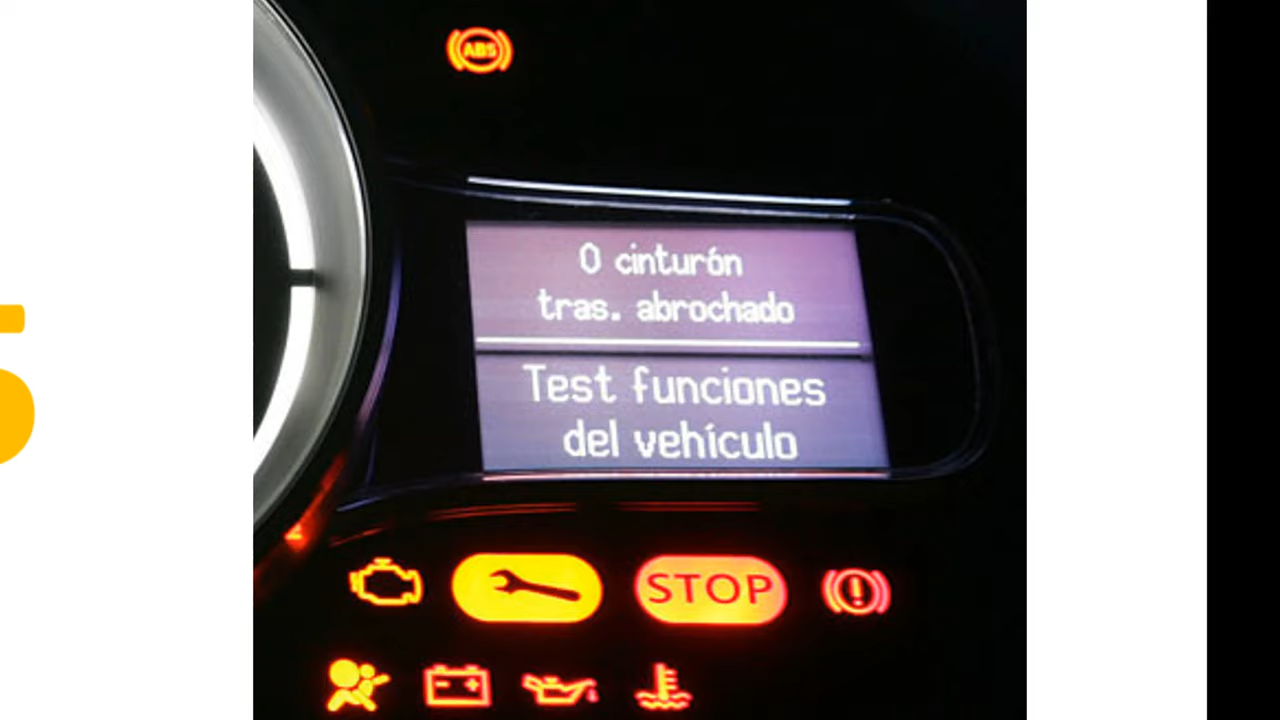 ABS
0 cinturón
tras. abrochado
Test funciones
del vehículo
STOP